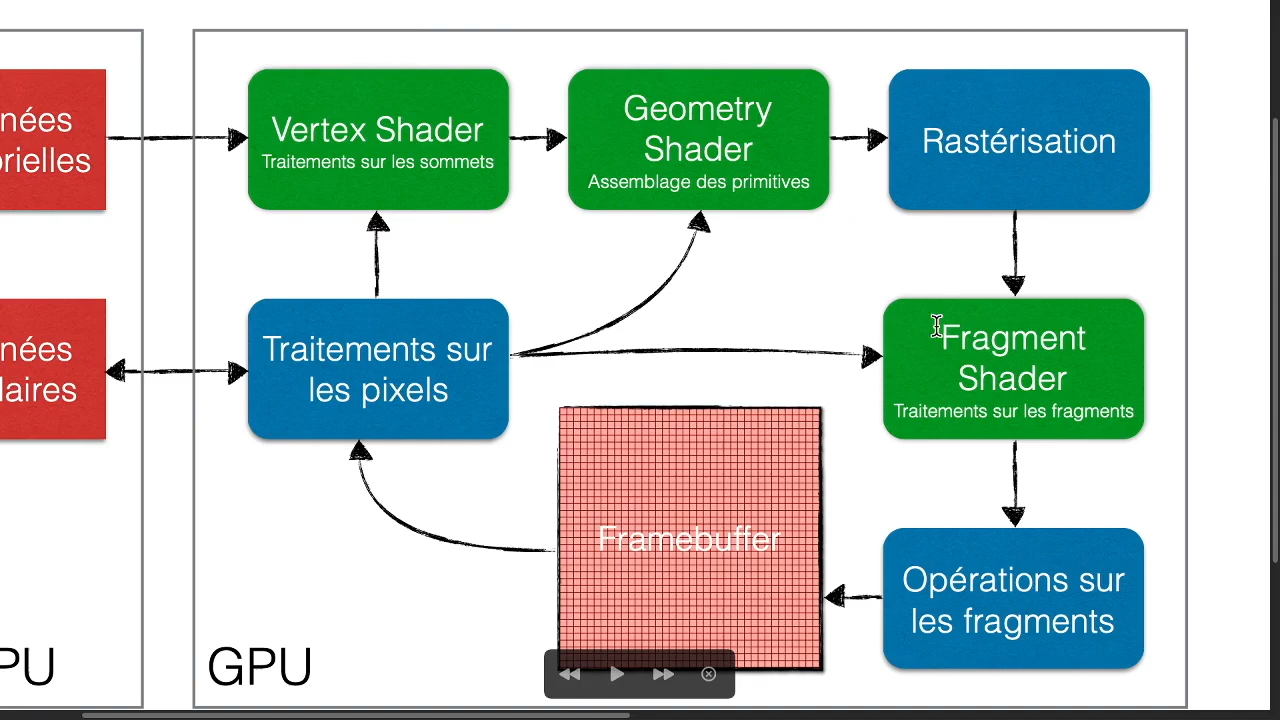 nées
rielles
Vertex Shader
Traitements sur les sommets
Geometry
Shader
Assemblage des primitives
Rastérisation
nées
laires
Traitements sur
les pixels
Fragment
Shader
Traitements sur les fragments
Framebuffer
Opérations sur
les fragments
PU
GPU